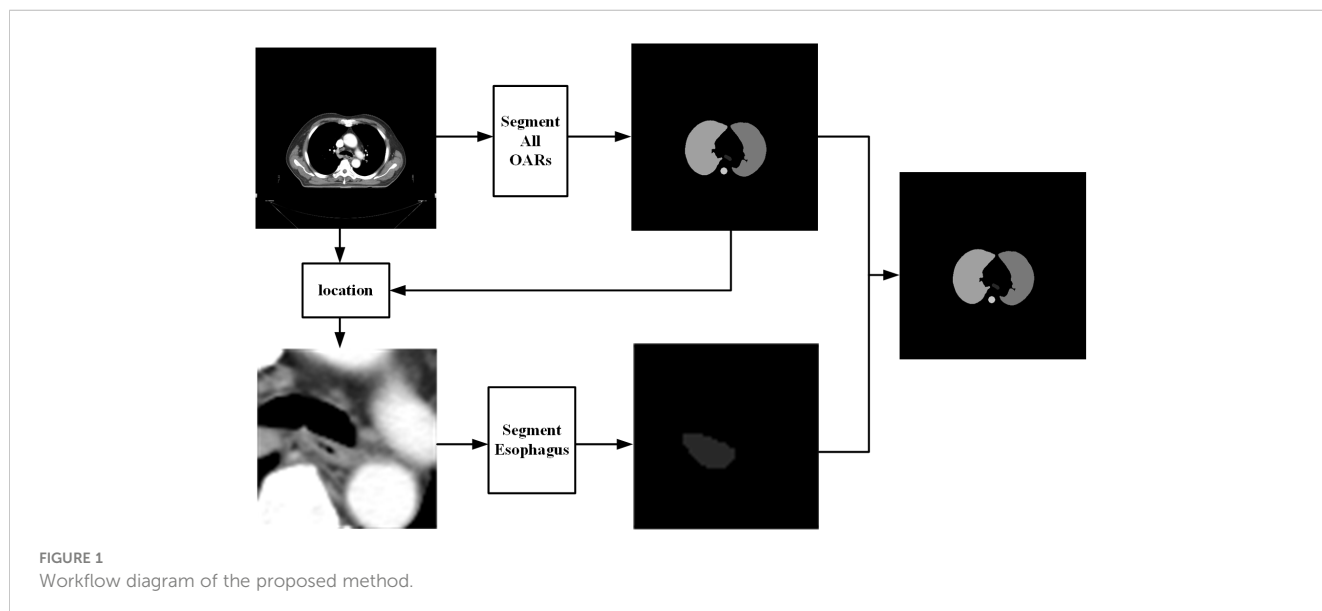 Segment
All
OARs
location
Segment
Esophagus
FIGURE 1
Workflow diagram of the proposed method.